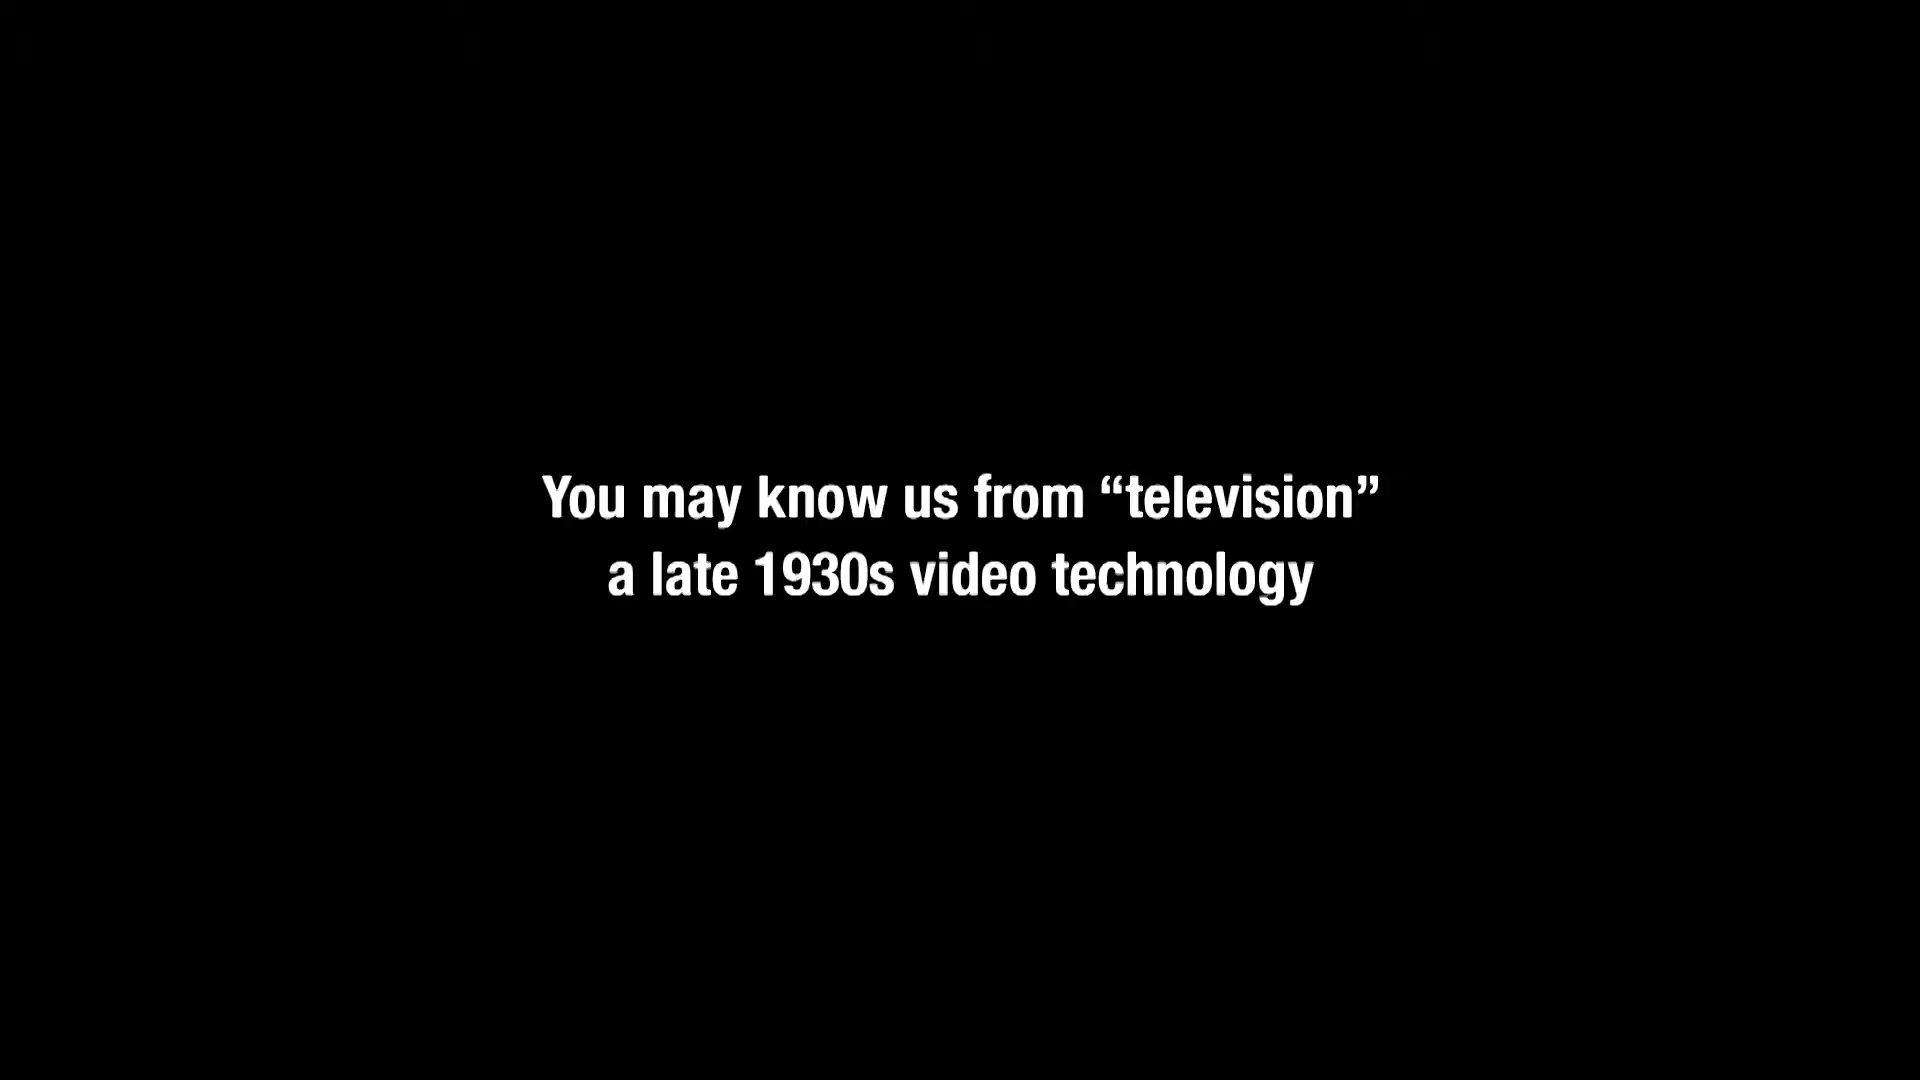 You may know us from “television”
a late 1930s video technology